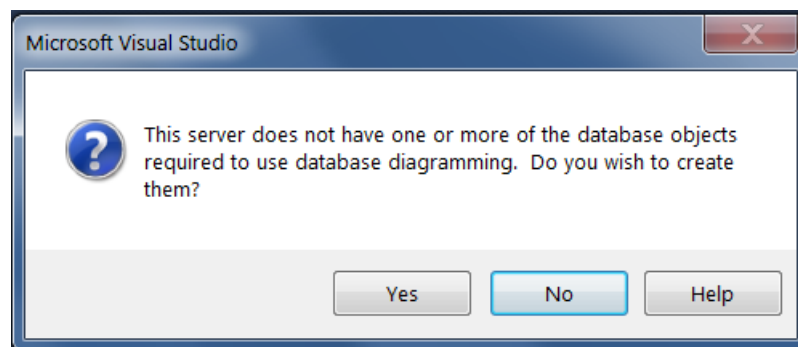 Microsoft Visual Studio
This server does not have one or more of the database objects
required to use database diagramming.  Do you wish to create
them?
Yes
No
Help